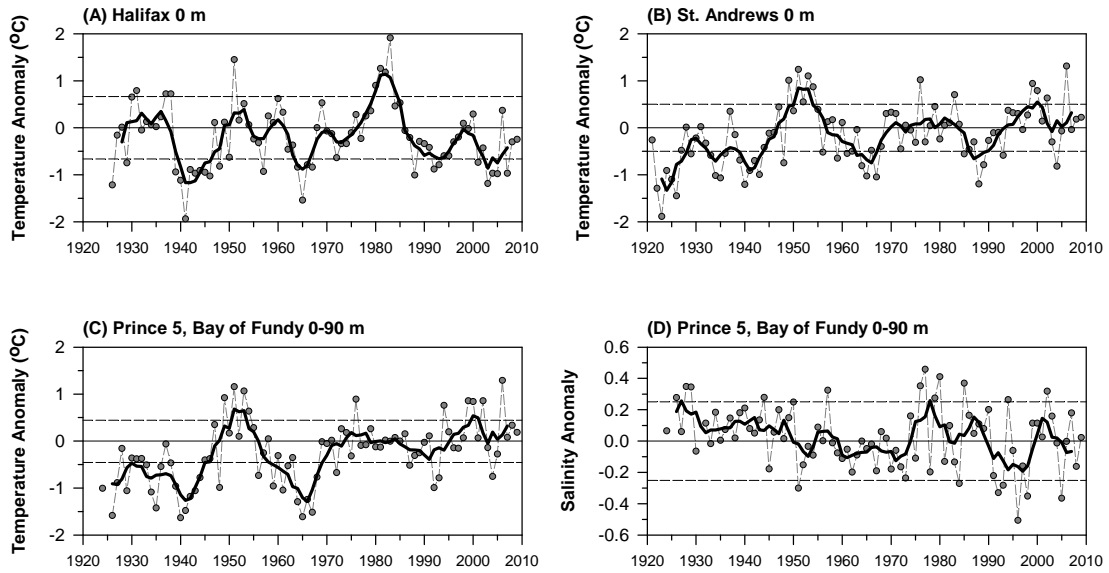 (A) Halifax 0 m
Temperature Anomaly (ºC)
2
1
0
-1
-2
1920 1930 1940 1950 1960 1970 1980 1990 2000 2010
(B) St. Andrews 0 m
Temperature Anomaly (ºC)
2
1
0
-1
-2
1920 1930 1940 1950 1960 1970 1980 1990 2000 2010
(C) Prince 5, Bay of Fundy 0-90 m
Temperature Anomaly (ºC)
2
1
0
-1
-2
1920 1930 1940 1950 1960 1970 1980 1990 2000 2010
(D) Prince 5, Bay of Fundy 0-90 m
Salinity Anomaly
0.6
0.4
0.2
0.0
-0.2
-0.4
-0.6
1920 1930 1940 1950 1960 1970 1980 1990 2000 2010